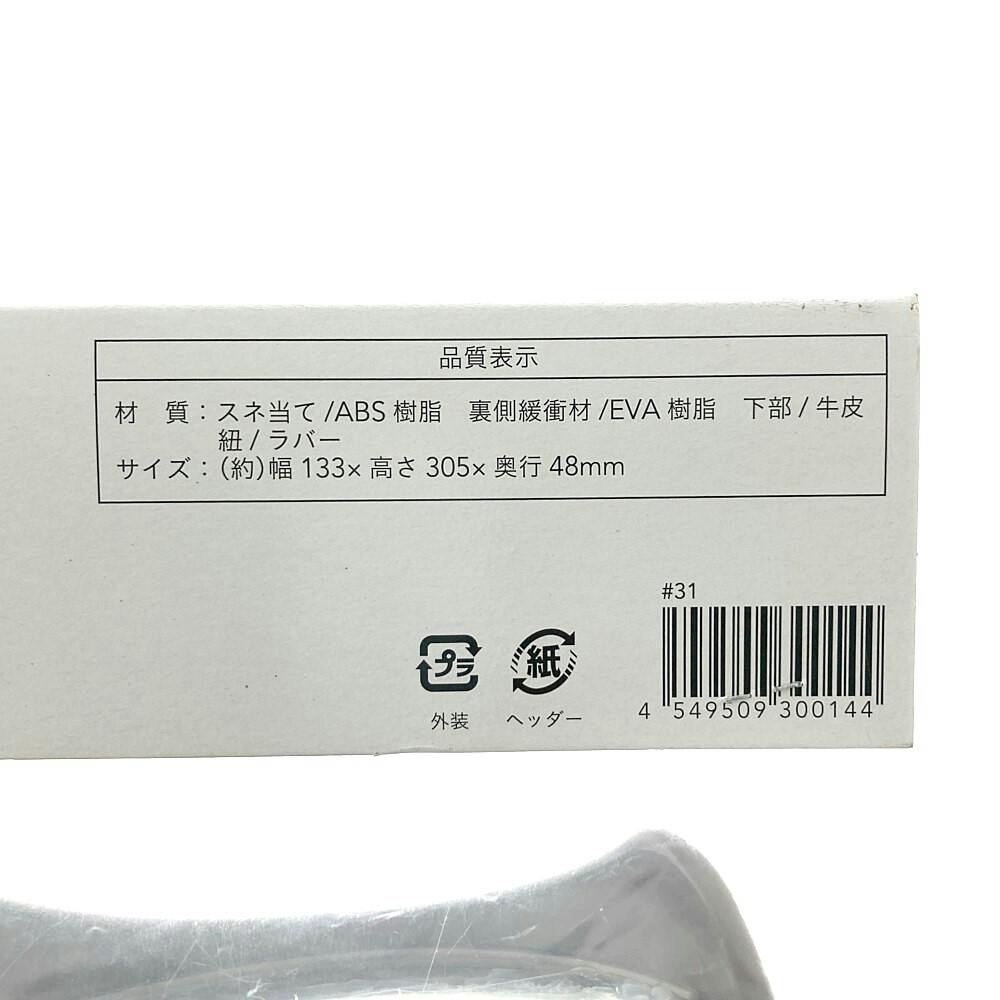 品質表示
材　質：スネ当て/ABS樹脂　裏側緩衝材/EVA樹脂　下部/牛皮
紐/ラバー
サイズ：(約)幅133×高さ305×奥行48mm
#31
プラ
紙
外装
ヘッダー
4 549509 300144